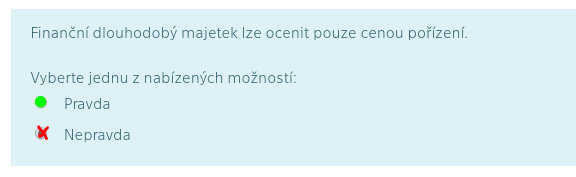 Finanční dlouhodobý majetek lze ocenit pouze cenou pořízení.
Vyberte jednu z nabízených možností:
Pravda
Nepravda